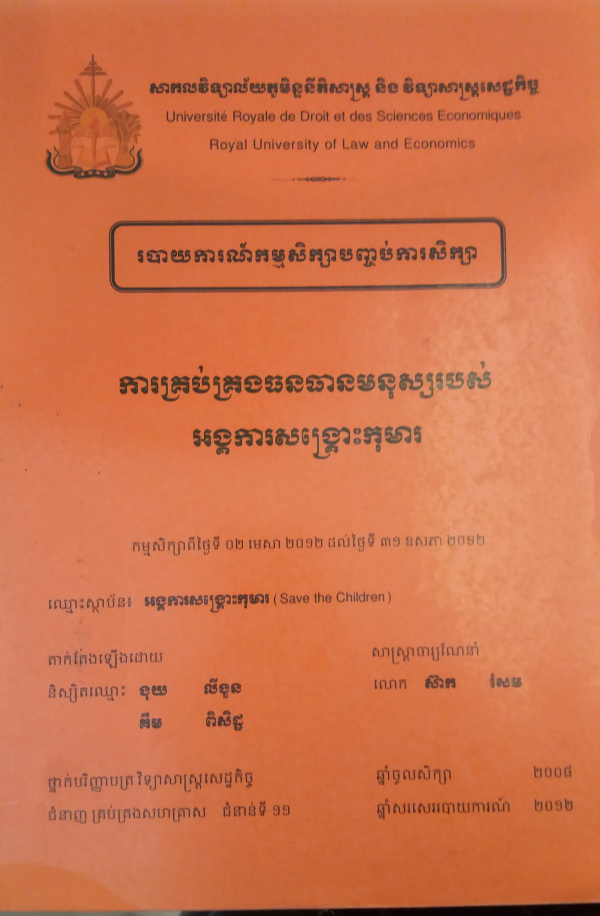 សាកលវិទ្យាល័យភូមិន្ទនីតិសាស្ត្រ និង វិទ្យាសាស្ត្រសេដ្ឋកិច្ច
Université Royale de Droit et des Sciences Economiques
Royal University of Law and Economics
របាយការណ៍កម្មសិក្សាបញ្ចប់ការសិក្សា
ការគ្រប់គ្រងធនធានមនុស្សរបស់
អង្គការសង្គ្រោះកុមារ
កម្មសិក្សាពីថ្ងៃទី ០២ មេសា ២០១២ ដល់ថ្ងៃទី ៣១ ឧសភា ២០១២
ឈ្មោះស្ថាប័ន៖ អង្គការសង្គ្រោះកុមារ (Save the Children)
តាក់តែងឡើងដោយ សាស្ត្រាចារ្យណែនាំ
និស្សិតឈ្មោះ ងុយ លីងួន លោក ស៊ាក សែម
គឹម ពិសិដ្ឋ
ថ្នាក់បរិញ្ញាបត្រ វិទ្យាសាស្ត្រសេដ្ឋកិច្ច ឆ្នាំចូលសិក្សា ២០០៨
ជំនាញ គ្រប់គ្រងសហគ្រាស ជំនាន់ទី ១១ ឆ្នាំសរសេររបាយការណ៍ ២០១២